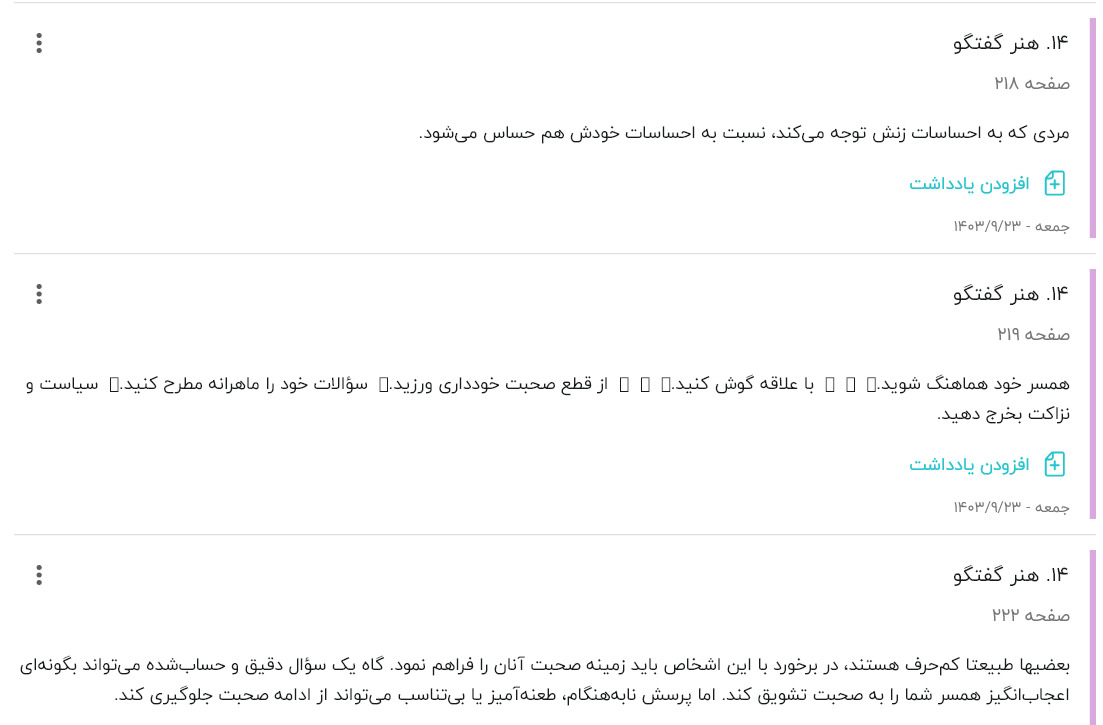 ۱۴. هنر گفتگو
صفحه ۲۱۸
مردی که به احساسات زنش توجه می‌کند، نسبت به احساسات خودش هم حساس می‌شود.
افزودن یادداشت
جمعه - ۱۴۰۳/۹/۲۳
۱۴. هنر گفتگو
صفحه ۲۱۹
همسر خود هماهنگ شوید.▯ ▯ ▯ با علاقه گوش کنید.▯ ▯ ▯ از قطع صحبت خودداری ورزید.▯ سؤالات خود را ماهرانه مطرح کنید.▯ سیاست و
نزاکت بخرج دهید.
افزودن یادداشت
جمعه - ۱۴۰۳/۹/۲۳
۱۴. هنر گفتگو
صفحه ۲۲۲
بعضیها طبیعتا کم‌حرف هستند، در برخورد با این اشخاص باید زمینه صحبت آنان را فراهم نمود. گاه یک سؤال دقیق و حساب‌شده می‌تواند بگونه‌ای
اعجاب‌انگیز همسر شما را به صحبت تشویق کند. اما پرسش نابه‌هنگام، طعنه‌آمیز یا بی‌تناسب می‌تواند از ادامه صحبت جلوگیری کند.